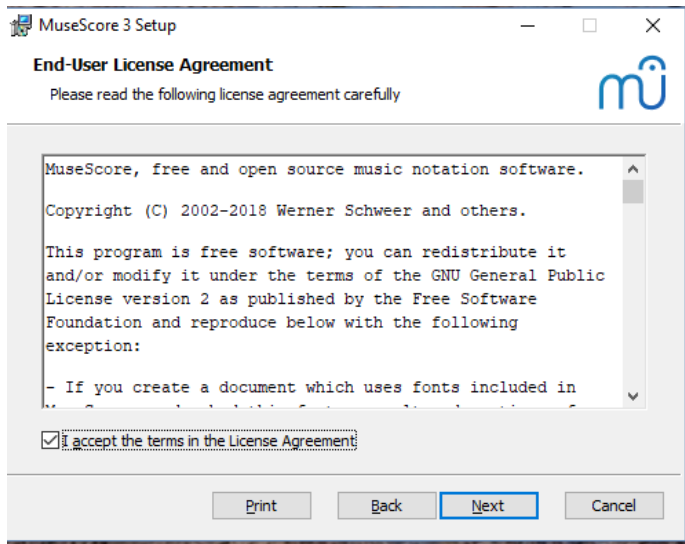 MuseScore 3 Setup
End-User License Agreement
Please read the following license agreement carefully
MuseScore, free and open source music notation software.
Copyright (C) 2002-2018 Werner Schweer and others.
This program is free software; you can redistribute it
and/or modify it under the terms of the GNU General Public
License version 2 as published by the Free Software
Foundation and reproduce below with the following
exception:
- If you create a document which uses fonts included in
I accept the terms in the License Agreement
Print
Back
Next
Cancel